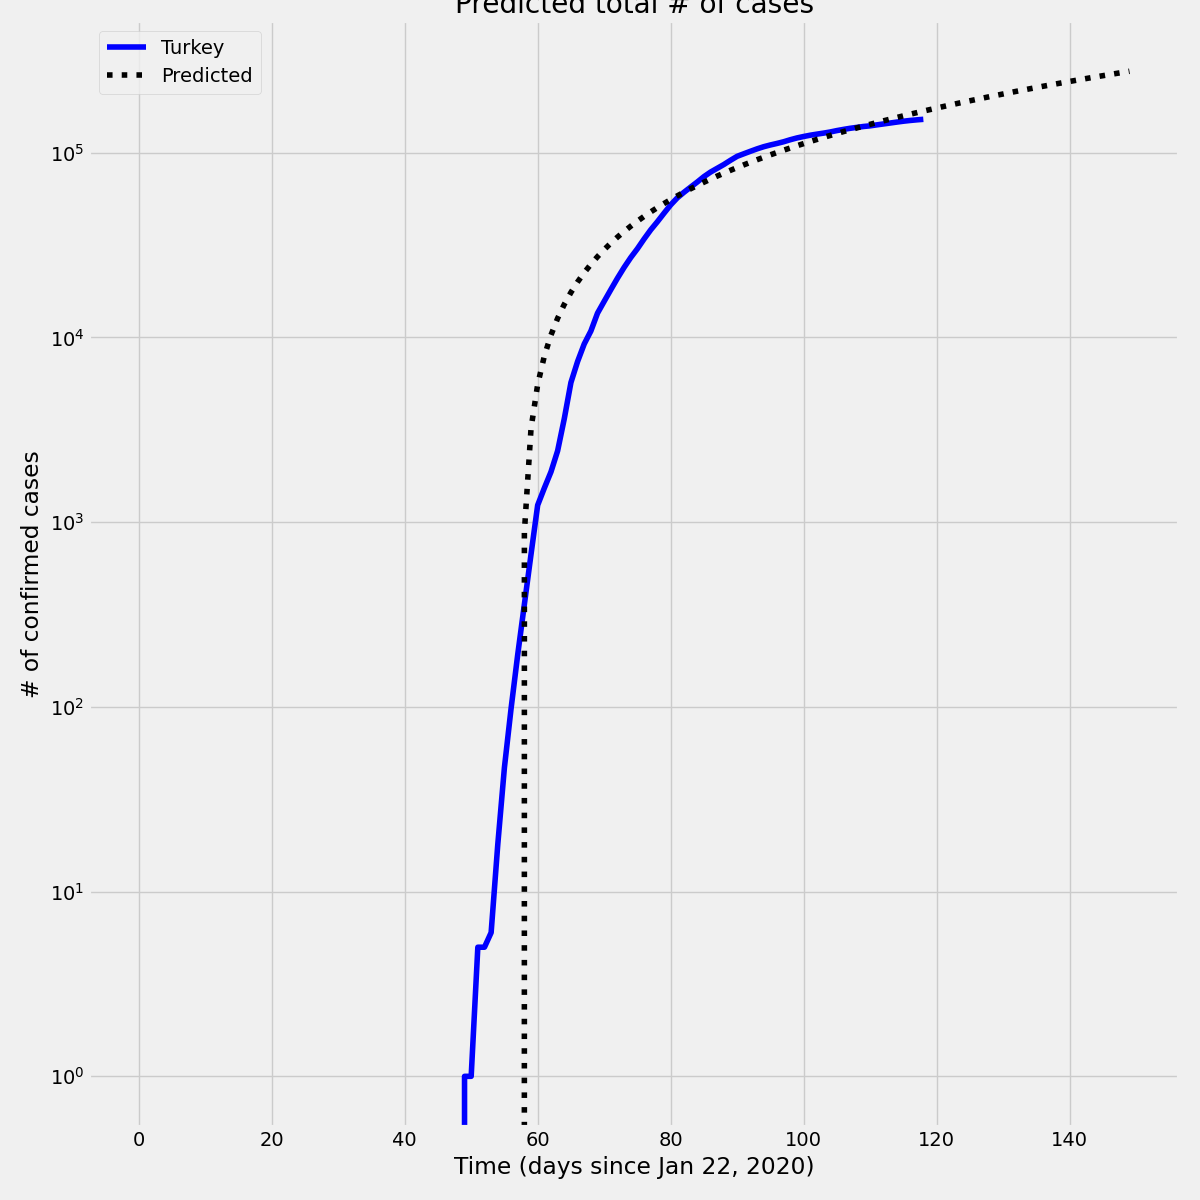 Predicted total # of cases
Turkey
Predicted
10⁵
10⁴
10³
10²
10¹
10⁰
# of confirmed cases
0 20 40 60 80 100 120 140
Time (days since Jan 22, 2020)